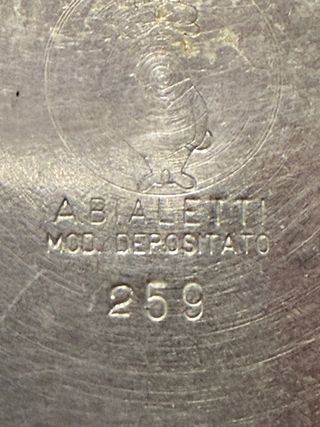 A.BIALETTI
MOD. DEPOSITATO
259